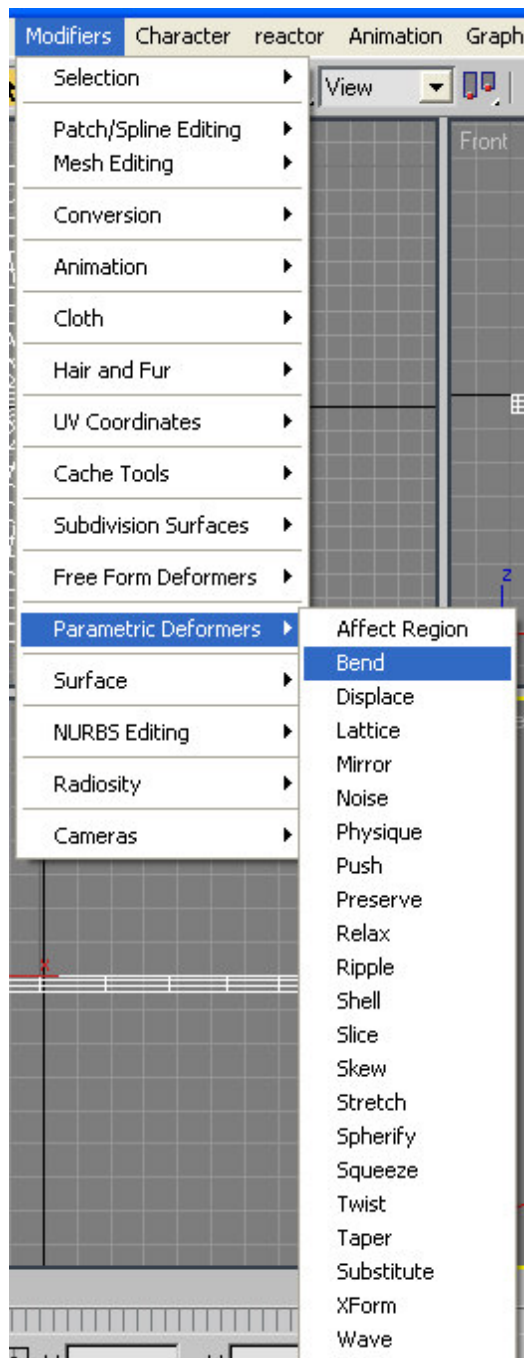 Modifiers Character reactor Animation Graph
View
Front
Selection
Patch/Spline Editing
Mesh Editing
Conversion
Animation
Cloth
Hair and Fur
UV Coordinates
Cache Tools
Subdivision Surfaces
Free Form Deformers
z
Parametric Deformers
Surface
NURBS Editing
Radiosity
Cameras
Affect Region
Bend
Displace
Lattice
Mirror
Noise
Physique
Push
Preserve
Relax
Ripple
Shell
Slice
Skew
Stretch
Spherify
Squeeze
Twist
Taper
Substitute
XForm
Wave
x